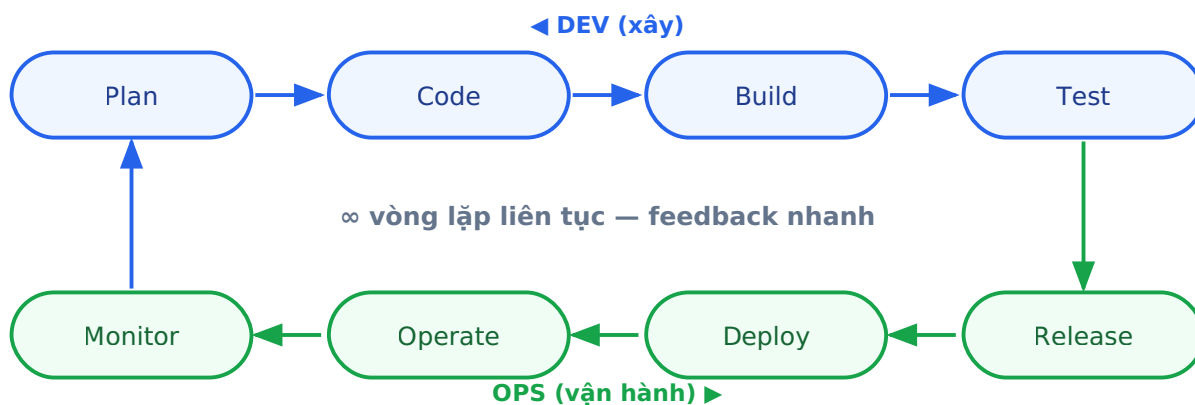 ◀ DEV (xây)
Plan
Code
Build
Test
∞ vòng lặp liên tục — feedback nhanh
Monitor
Operate
Deploy
Release
OPS (vận hành) ▶